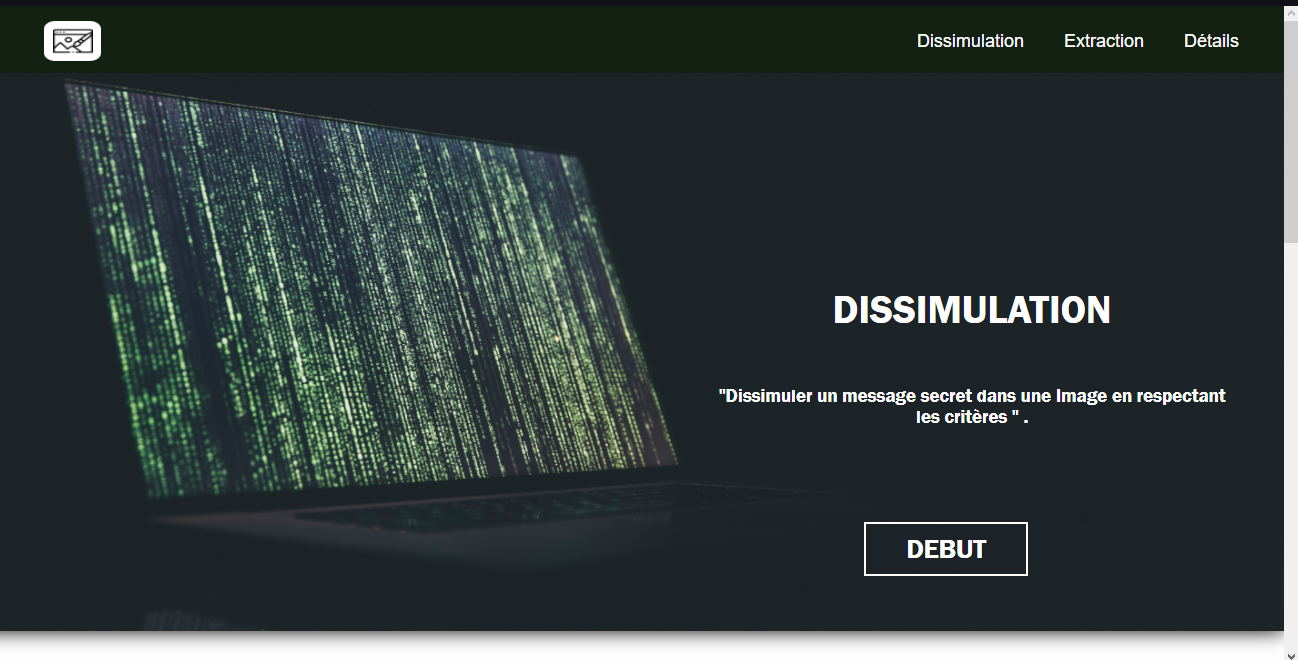 Dissimulation
Extraction
Détails
DISSIMULATION
"Dissimuler un message secret dans une Image en respectant
les critères " .
DEBUT